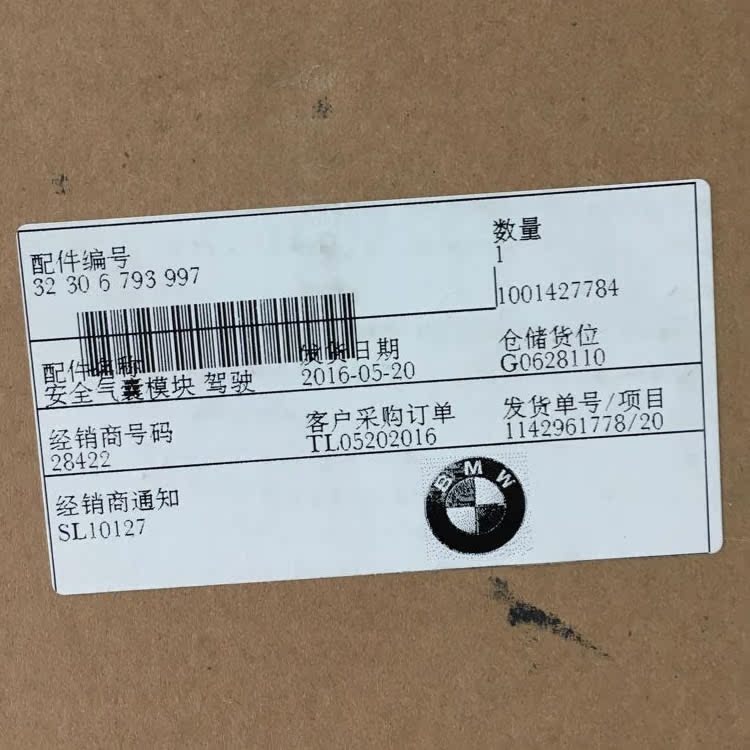 配件编号
32 30 6 793 997
数量
1
1001427784
配件名称
安全气囊模块 驾驶
发货日期
2016-05-20
仓储货位
G0628110
经销商号码
28422
客户采购订单
TL05202016
发货单号/项目
1142961778/20
经销商通知
SL10127
BMW